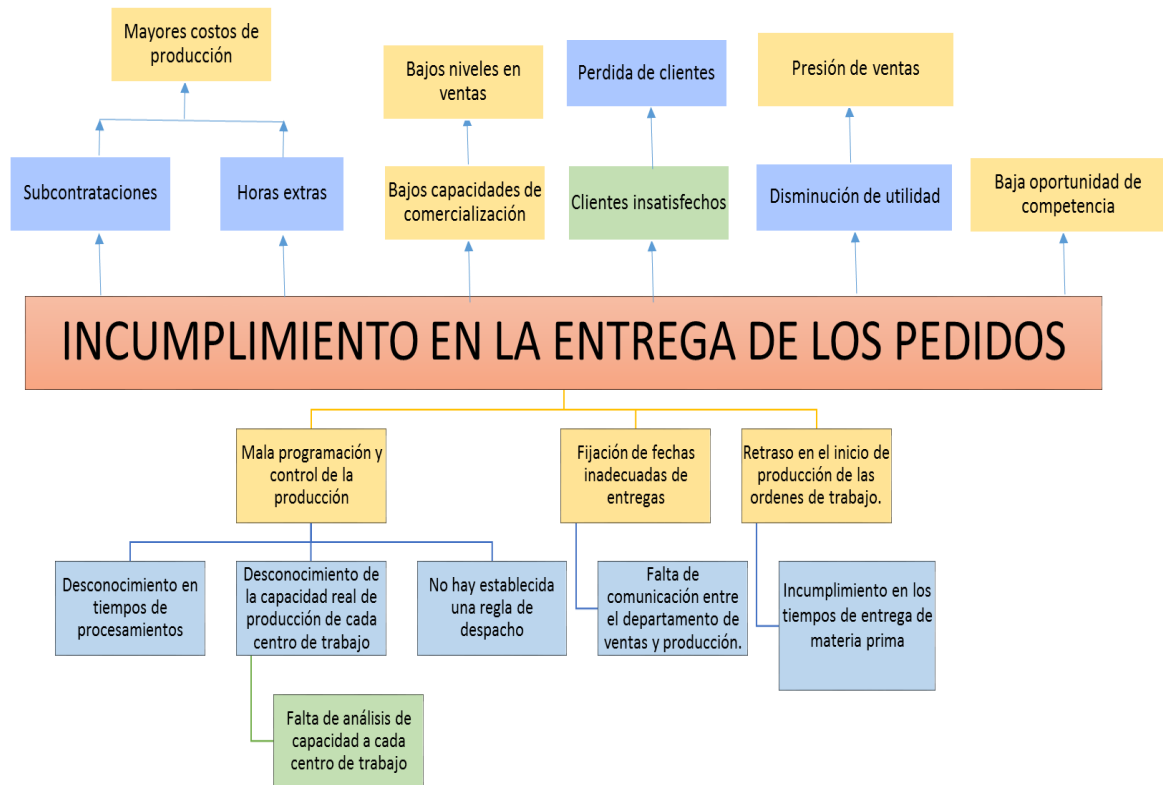 Mayores costos de
producción
Bajos niveles en
ventas
Perdida de clientes
Presión de ventas
Subcontrataciones
Horas extras
Bajos capacidades de
comercialización
Clientes insatisfechos
Disminución de utilidad
Baja oportunidad de
competencia
INCUMPLIMIENTO EN LA ENTREGA DE LOS PEDIDOS
Mala programación y
control de la
producción
Fijación de fechas
inadecuadas de
entregas
Retraso en el inicio de
producción de las
ordenes de trabajo.
Desconocimiento en
tiempos de
procesamientos
Desconocimiento de
la capacidad real de
producción de cada
centro de trabajo
No hay establecida
una regla de
despacho
Falta de
comunicación entre
el departamento de
ventas y producción.
Incumplimiento en los
tiempos de entrega de
materia prima
Falta de análisis de
capacidad a cada
centro de trabajo